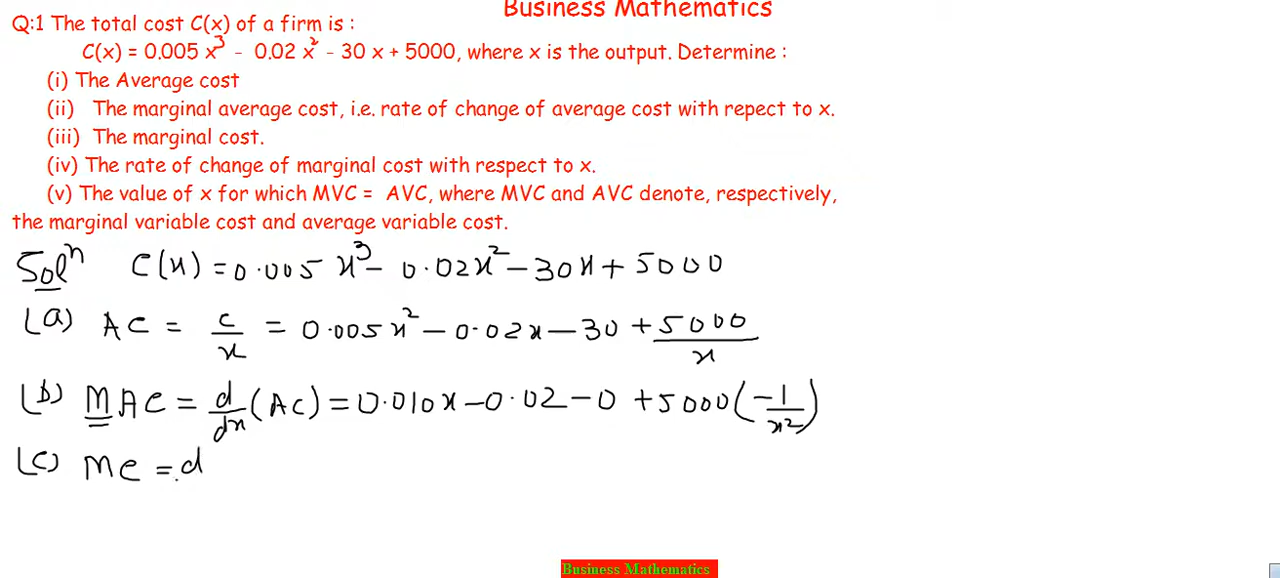 Business Mathematics
Q:1 The total cost C(x) of a firm is :
C(x) = 0.005 x³ - 0.02 x² - 30 x + 5000, where x is the output. Determine :
(i) The Average cost
(ii) The marginal average cost, i.e. rate of change of average cost with repect to x.
(iii) The marginal cost.
(iv) The rate of change of marginal cost with respect to x.
(v) The value of x for which MVC = AVC, where MVC and AVC denote, respectively,
the marginal variable cost and average variable cost.
Solⁿ C(x) = 0.005 x³ - 0.02x² - 30x + 5000
(a) AC = c/x = 0.005x² - 0.02x - 30 + 5000/x
(b) MAC = d/dx (AC) = 0.010x - 0.02 - 0 + 5000(-1/x²)
(c) MC = d
Business Mathematics